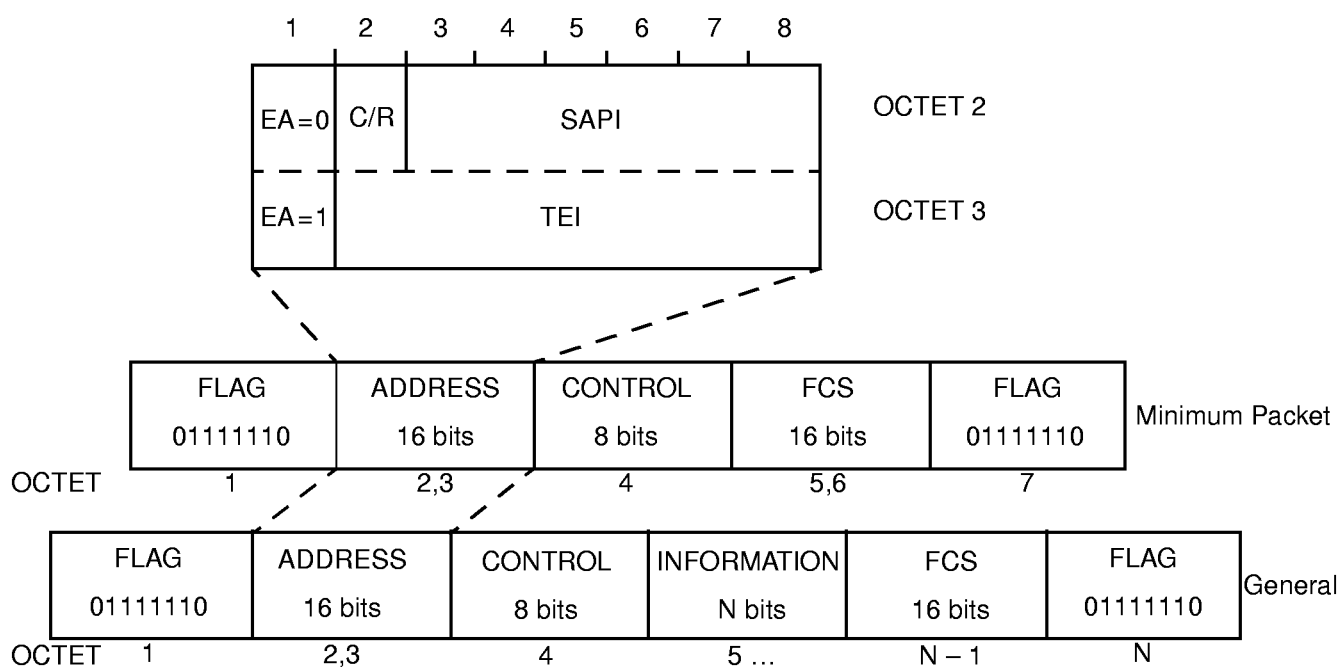 1 2 3 4 5 6 7 8
EA=0 C/R SAPI OCTET 2
EA=1 TEI OCTET 3
FLAG ADDRESS CONTROL FCS FLAG
01111110 16 bits 8 bits 16 bits 01111110 Minimum Packet
OCTET 1 2,3 4 5,6 7
FLAG ADDRESS CONTROL INFORMATION FCS FLAG
01111110 16 bits 8 bits N bits 16 bits 01111110 General
OCTET 1 2,3 4 5 ... N – 1 N